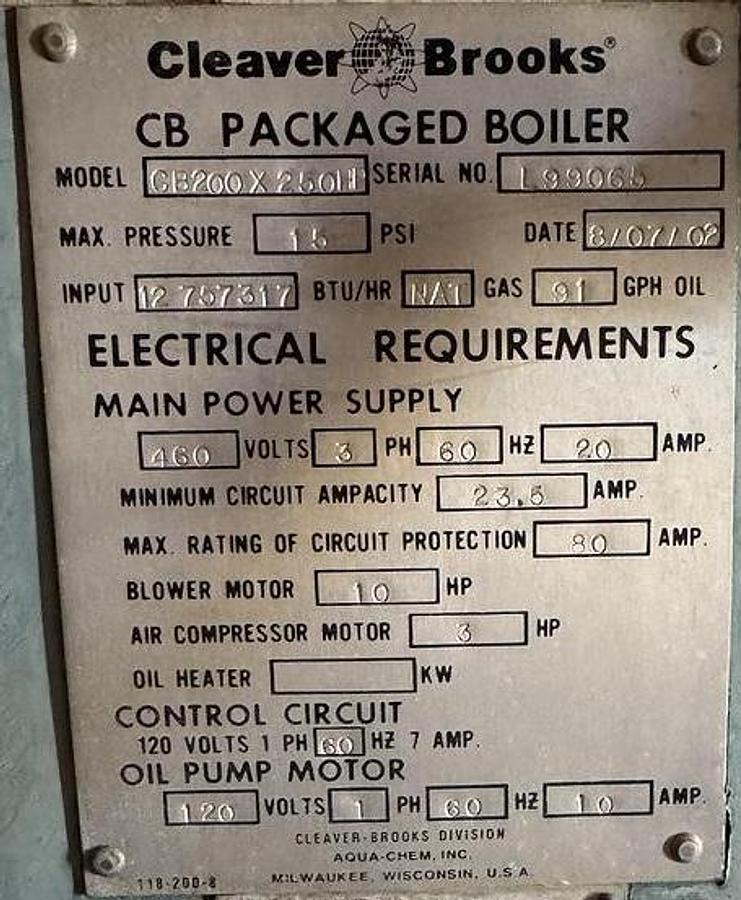 Cleaver Brooks®
CB PACKAGED BOILER
MODEL CB200X250H SERIAL NO. L99065
MAX. PRESSURE 15 PSI DATE 8/07/02
INPUT 12 757317 BTU/HR NAT GAS 91 GPH OIL
ELECTRICAL REQUIREMENTS
MAIN POWER SUPPLY
460 VOLTS 3 PH 60 HZ 20 AMP.
MINIMUM CIRCUIT AMPACITY 23.5 AMP.
MAX. RATING OF CIRCUIT PROTECTION 80 AMP.
BLOWER MOTOR 10 HP
AIR COMPRESSOR MOTOR 3 HP
OIL HEATER KW
CONTROL CIRCUIT
120 VOLTS 1 PH 60 HZ 7 AMP.
OIL PUMP MOTOR
120 VOLTS 1 PH 60 HZ 10 AMP.
CLEAVER-BROOKS DIVISION
AQUA-CHEM, INC.
MILWAUKEE, WISCONSIN, U.S.A.
118-200-8